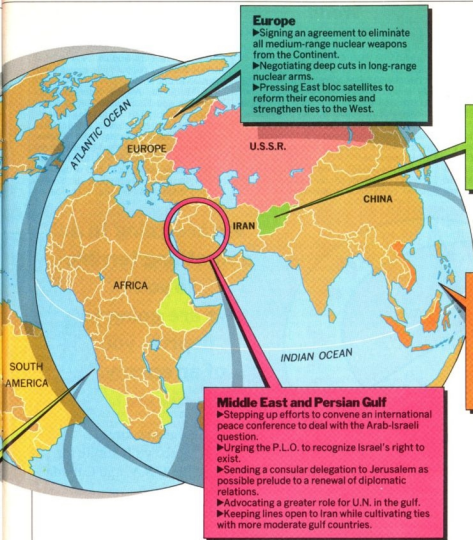 Europe
▶Signing an agreement to eliminate
all medium-range nuclear weapons
from the Continent.
▶Negotiating deep cuts in long-range
nuclear arms.
▶Pressing East bloc satellites to
reform their economies and
strengthen ties to the West.
ATLANTIC OCEAN
EUROPE
U.S.S.R.
CHINA
IRAN
AFRICA
SOUTH
AMERICA
INDIAN OCEAN
Middle East and Persian Gulf
▶Stepping up efforts to convene an international
peace conference to deal with the Arab-Israeli
question.
▶Urging the P.L.O. to recognize Israel's right to
exist.
▶Sending a consular delegation to Jerusalem as
possible prelude to a renewal of diplomatic
relations.
▶Advocating a greater role for U.N. in the gulf.
▶Keeping lines open to Iran while cultivating ties
with more moderate gulf countries.